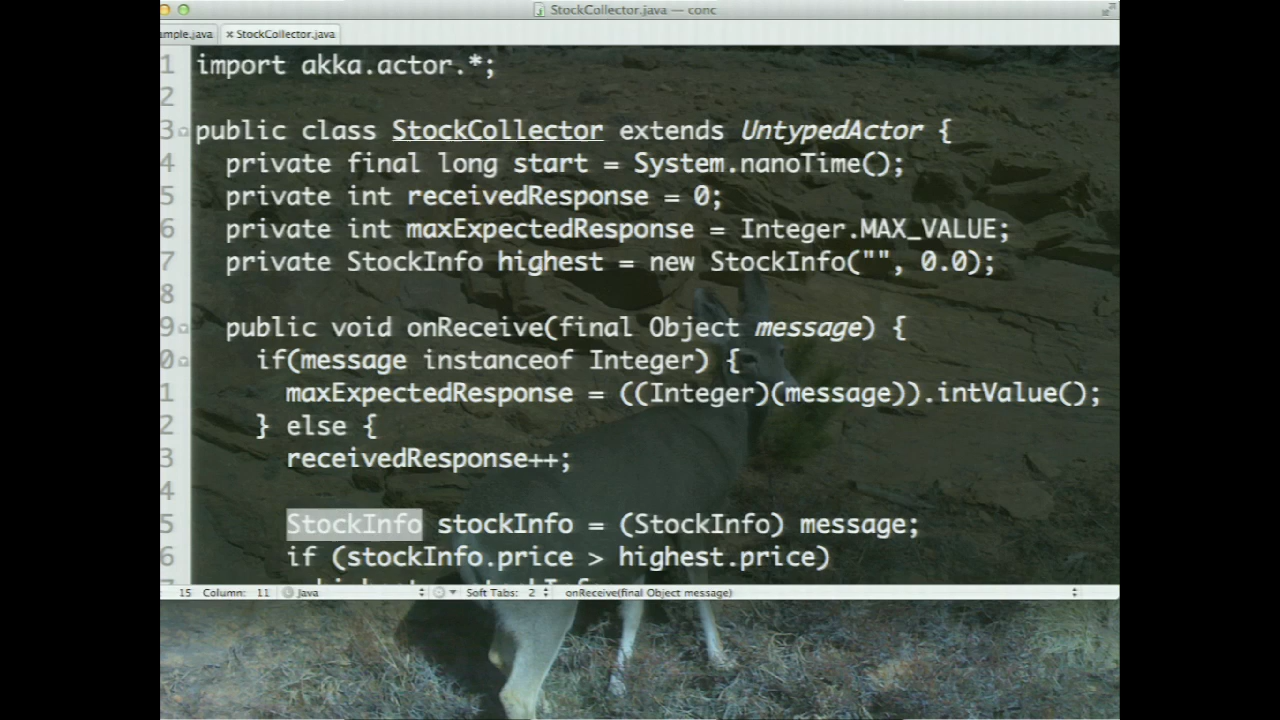 StockCollector.java — conc
mple.java × StockCollector.java
1 import akka.actor.*;
2
3 public class StockCollector extends UntypedActor {
4 private final long start = System.nanoTime();
5 private int receivedResponse = 0;
6 private int maxExpectedResponse = Integer.MAX_VALUE;
7 private StockInfo highest = new StockInfo("", 0.0);
8
9 public void onReceive(final Object message) {
0 if(message instanceof Integer) {
1 maxExpectedResponse = ((Integer)(message)).intValue();
2 } else {
3 receivedResponse++;
4
5 StockInfo stockInfo = (StockInfo) message;
6 if (stockInfo.price > highest.price)
15 Column: 11 Java Soft Tabs: 2 onReceive(final Object message)